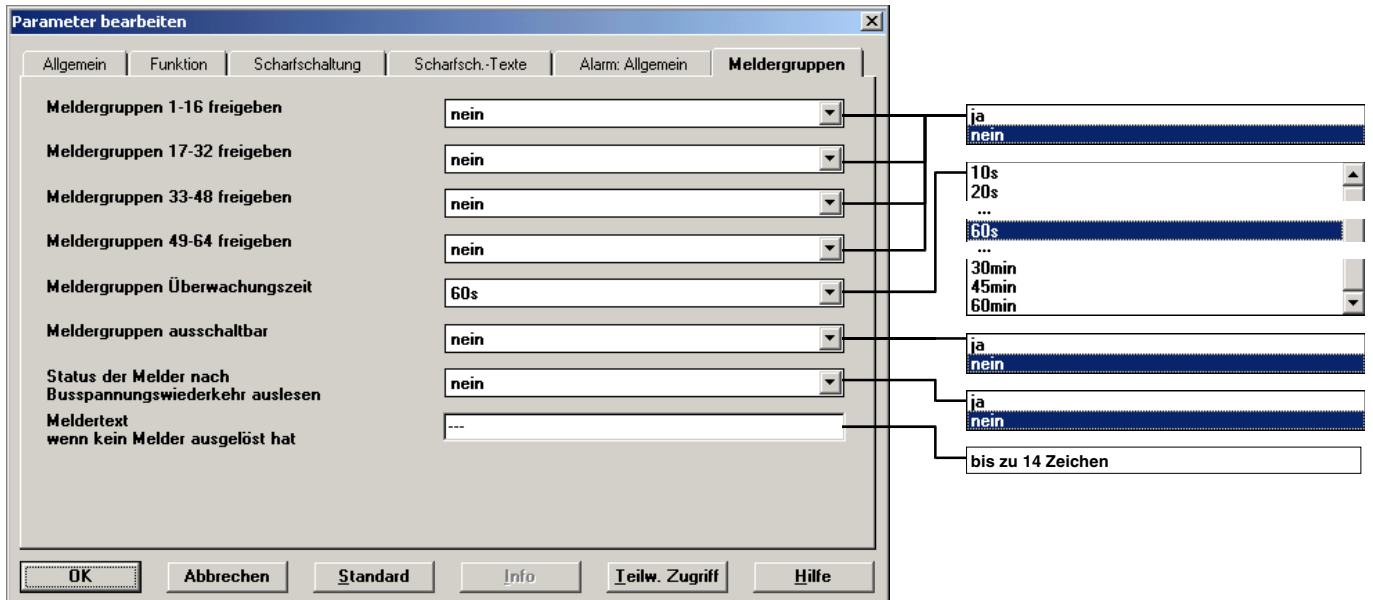 Parameter bearbeiten
Allgemein Funktion Scharfschaltung Scharfsch.-Texte Alarm: Allgemein Meldergruppen
Meldergruppen 1-16 freigeben nein
Meldergruppen 17-32 freigeben nein
Meldergruppen 33-48 freigeben nein
Meldergruppen 49-64 freigeben nein
Meldergruppen Überwachungszeit 60s
Meldergruppen ausschaltbar nein
Status der Melder nach
Busspannungswiederkehr auslesen nein
Meldertext
wenn kein Melder ausgelöst hat ---
OK Abbrechen Standard Info Teilw. Zugriff Hilfe
ja
nein
10s
20s
...
60s
...
30min
45min
60min
ja
nein
ja
nein
bis zu 14 Zeichen